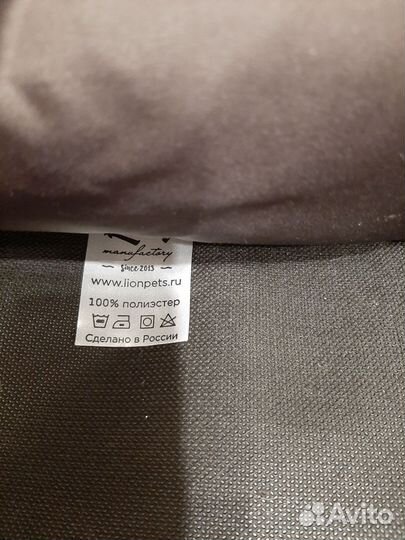 manufactory
Since 2013
www.lionpets.ru
100% полиэстер
Сделано в России
Avito